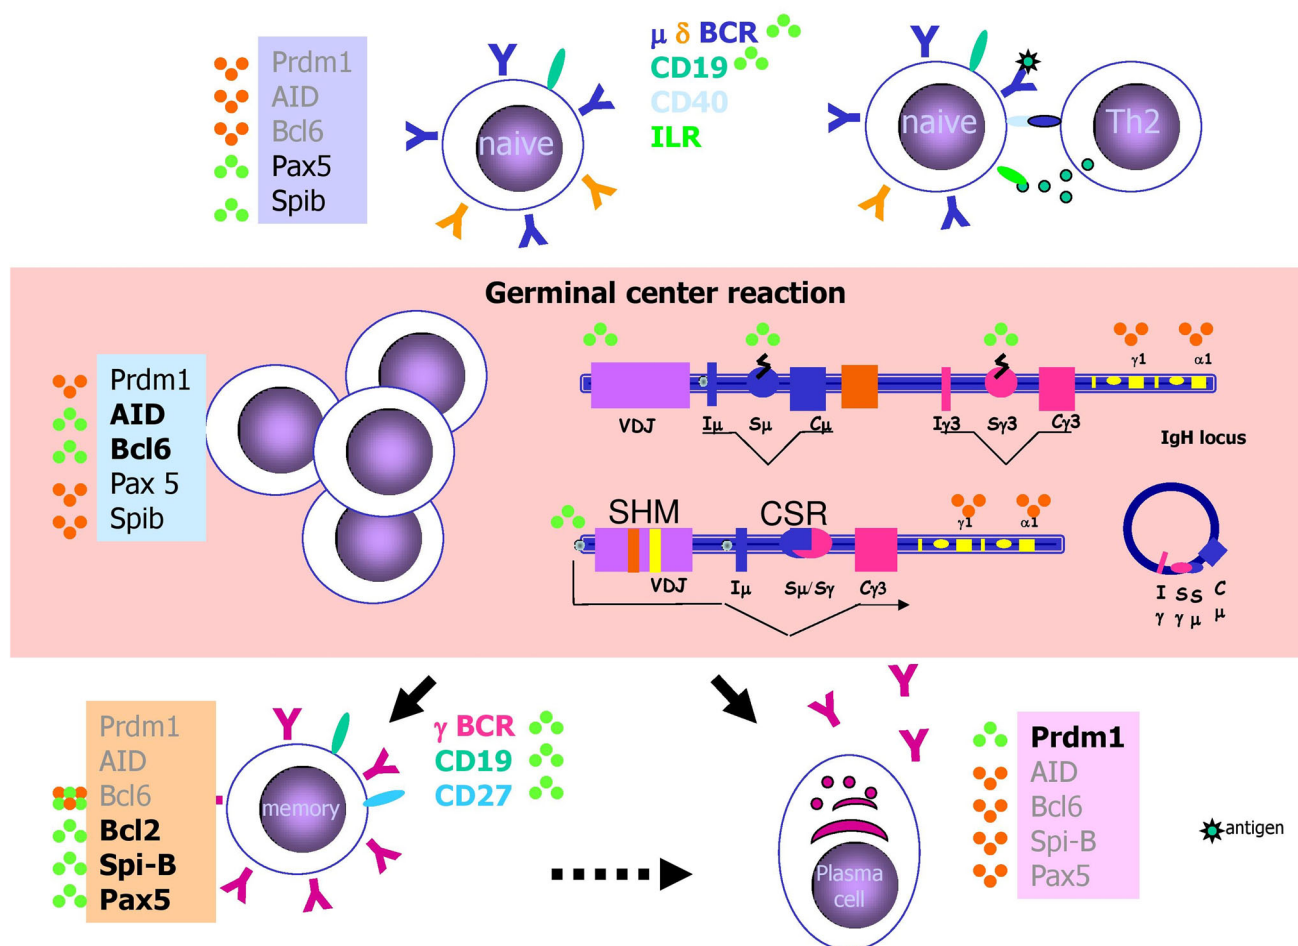 Prdm1
AID
Bcl6
Pax5
Spib
naive
μ δ BCR
CD19
CD40
ILR
naive
Th2
Germinal center reaction
Prdm1
AID
Bcl6
Pax 5
Spib
γ1
α1
VDJ
Iμ
Sμ
Cμ
Iγ3
Sγ3
Cγ3
IgH locus
SHM
CSR
γ1
α1
VDJ
Iμ
Sμ/Sγ
Cγ3
I S S C
γ γ μ μ
Prdm1
AID
Bcl6
Bcl2
Spi-B
Pax5
memory
γ BCR
CD19
CD27
Plasma
cell
Prdm1
AID
Bcl6
Spi-B
Pax5
antigen